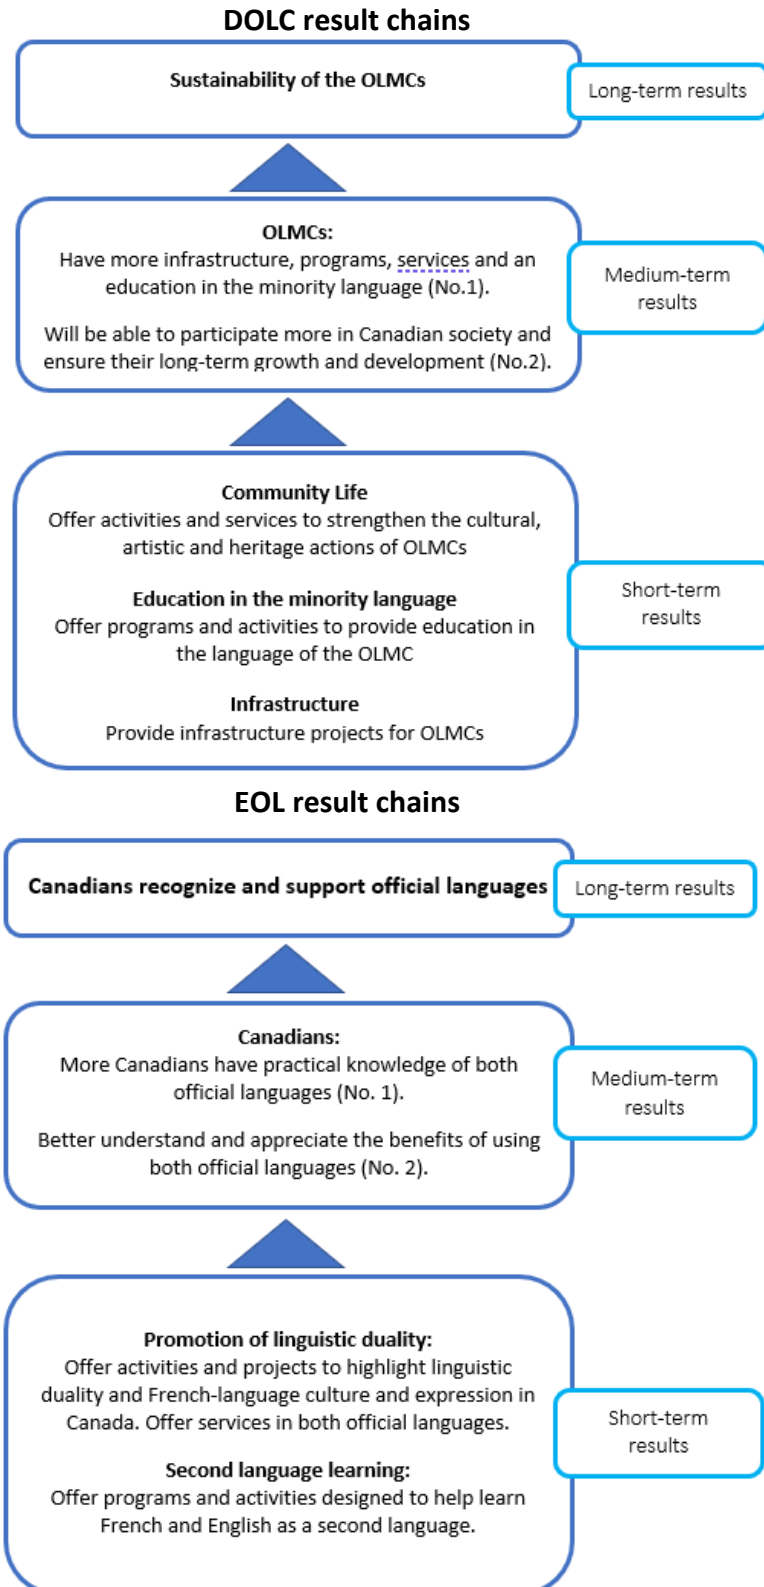 DOLC result chains
Sustainability of the OLMCs
Long-term results
OLMCs:
Have more infrastructure, programs, services and an
education in the minority language (No.1).
Will be able to participate more in Canadian society and
ensure their long-term growth and development (No.2).
Medium-term
results
Community Life
Offer activities and services to strengthen the cultural,
artistic and heritage actions of OLMCs
Education in the minority language
Offer programs and activities to provide education in
the language of the OLMC
Infrastructure
Provide infrastructure projects for OLMCs
Short-term
results
EOL result chains
Canadians recognize and support official languages
Long-term results
Canadians:
More Canadians have practical knowledge of both
official languages (No. 1).
Better understand and appreciate the benefits of using
both official languages (No. 2).
Medium-term
results
Promotion of linguistic duality:
Offer activities and projects to highlight linguistic
duality and French-language culture and expression in
Canada. Offer services in both official languages.
Second language learning:
Offer programs and activities designed to help learn
French and English as a second language.
Short-term
results